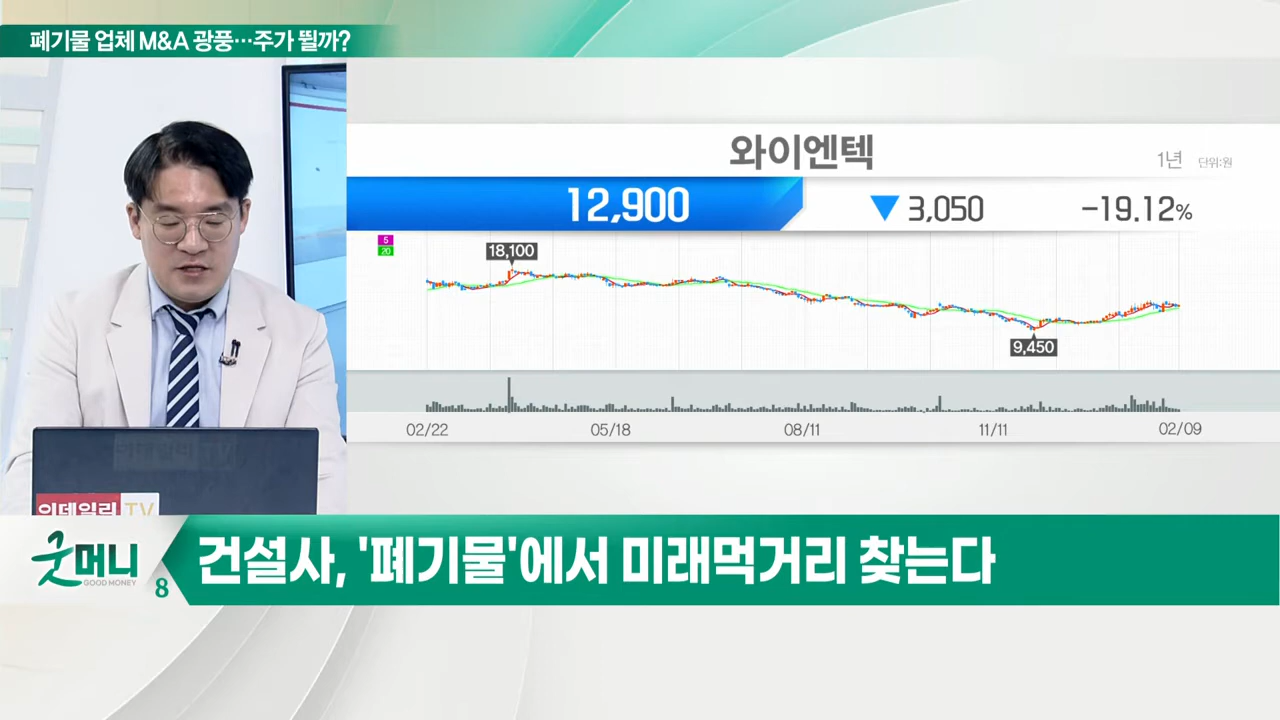 폐기물 업체 M&A 광풍…주가 뛸까?
와이엔텍
1년 단위:원
12,900 ▼ 3,050 -19.12%
5
20
18,100
9,450
02/22 05/18 08/11 11/11 02/09
이데일리 TV
굿머니
GOOD MONEY
8
건설사, '폐기물'에서 미래먹거리 찾는다